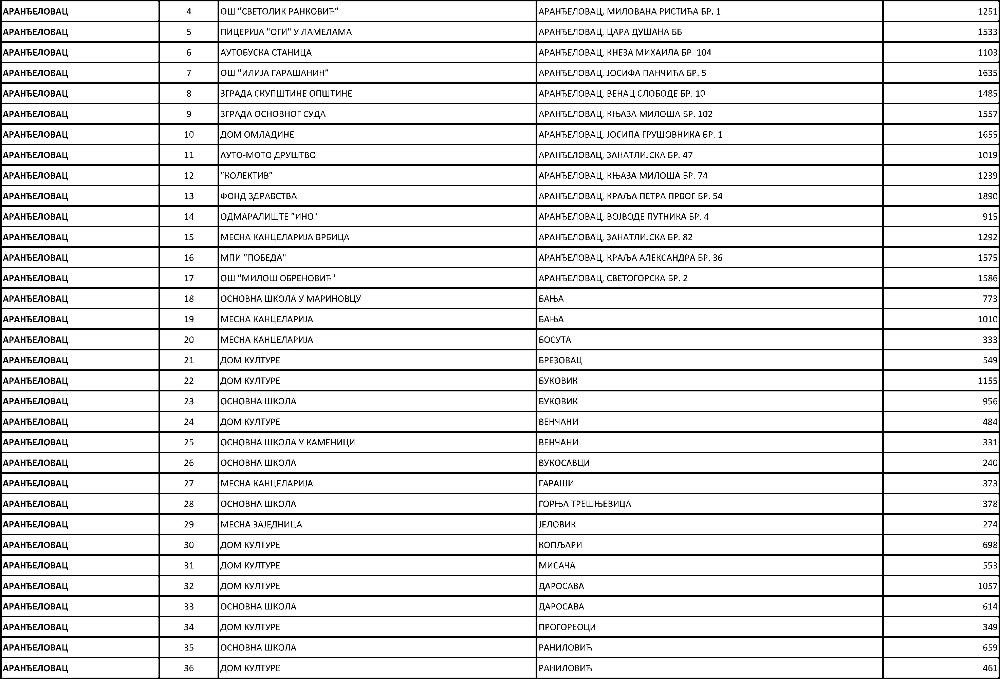 АРАНЂЕЛОВАЦ 4 ОШ "СВЕТОЛИК РАНКОВИЋ" АРАНЂЕЛОВАЦ, МИЛОВАНА РИСТИЋА БР. 1 1251
АРАНЂЕЛОВАЦ 5 ПИЦЕРИЈА "ОГИ" У ЛАМЕЛАМА АРАНЂЕЛОВАЦ, ЦАРА ДУШАНА ББ 1533
АРАНЂЕЛОВАЦ 6 АУТОБУСКА СТАНИЦА АРАНЂЕЛОВАЦ, КНЕЗА МИХАИЛА БР. 104 1103
АРАНЂЕЛОВАЦ 7 ОШ "ИЛИЈА ГАРАШАНИН" АРАНЂЕЛОВАЦ, ЈОСИФА ПАНЧИЋА БР. 5 1635
АРАНЂЕЛОВАЦ 8 ЗГРАДА СКУПШТИНЕ ОПШТИНЕ АРАНЂЕЛОВАЦ, ВЕНАЦ СЛОБОДЕ БР. 10 1485
АРАНЂЕЛОВАЦ 9 ЗГРАДА ОСНОВНОГ СУДА АРАНЂЕЛОВАЦ, КЊАЗА МИЛОША БР. 102 1557
АРАНЂЕЛОВАЦ 10 ДОМ ОМЛАДИНЕ АРАНЂЕЛОВАЦ, ЈОСИПА ГРУШОВНИКА БР. 1 1655
АРАНЂЕЛОВАЦ 11 АУТО-МОТО ДРУШТВО АРАНЂЕЛОВАЦ, ЗАНАТЛИЈСКА БР. 47 1019
АРАНЂЕЛОВАЦ 12 "КОЛЕКТИВ" АРАНЂЕЛОВАЦ, КЊАЗА МИЛОША БР. 74 1239
АРАНЂЕЛОВАЦ 13 ФОНД ЗДРАВСТВА АРАНЂЕЛОВАЦ, КРАЉА ПЕТРА ПРВОГ БР. 54 1890
АРАНЂЕЛОВАЦ 14 ОДМАРАЛИШТЕ "ИНО" АРАНЂЕЛОВАЦ, ВОЈВОДЕ ПУТНИКА БР. 4 915
АРАНЂЕЛОВАЦ 15 МЕСНА КАНЦЕЛАРИЈА ВРБИЦА АРАНЂЕЛОВАЦ, ЗАНАТЛИЈСКА БР. 82 1292
АРАНЂЕЛОВАЦ 16 МПИ "ПОБЕДА" АРАНЂЕЛОВАЦ, КРАЉА АЛЕКСАНДРА БР. 36 1575
АРАНЂЕЛОВАЦ 17 ОШ "МИЛОШ ОБРЕНОВИЋ" АРАНЂЕЛОВАЦ, СВЕТОГОРСКА БР. 2 1586
АРАНЂЕЛОВАЦ 18 ОСНОВНА ШКОЛА У МАРИНОВЦУ БАЊА 773
АРАНЂЕЛОВАЦ 19 МЕСНА КАНЦЕЛАРИЈА БАЊА 1010
АРАНЂЕЛОВАЦ 20 МЕСНА КАНЦЕЛАРИЈА БОСУТА 333
АРАНЂЕЛОВАЦ 21 ДОМ КУЛТУРЕ БРЕЗОВАЦ 549
АРАНЂЕЛОВАЦ 22 ДОМ КУЛТУРЕ БУКОВИК 1155
АРАНЂЕЛОВАЦ 23 ОСНОВНА ШКОЛА БУКОВИК 956
АРАНЂЕЛОВАЦ 24 ДОМ КУЛТУРЕ ВЕНЧАНИ 484
АРАНЂЕЛОВАЦ 25 ОСНОВНА ШКОЛА У КАМЕНИЦИ ВЕНЧАНИ 331
АРАНЂЕЛОВАЦ 26 ОСНОВНА ШКОЛА ВУКОСАВЦИ 240
АРАНЂЕЛОВАЦ 27 МЕСНА КАНЦЕЛАРИЈА ГАРАШИ 373
АРАНЂЕЛОВАЦ 28 ОСНОВНА ШКОЛА ГОРЊА ТРЕШЊЕВИЦА 378
АРАНЂЕЛОВАЦ 29 МЕСНА ЗАЈЕДНИЦА ЈЕЛОВИК 274
АРАНЂЕЛОВАЦ 30 ДОМ КУЛТУРЕ КОПЉАРИ 698
АРАНЂЕЛОВАЦ 31 ДОМ КУЛТУРЕ МИСАЧА 553
АРАНЂЕЛОВАЦ 32 ДОМ КУЛТУРЕ ДАРОСАВА 1057
АРАНЂЕЛОВАЦ 33 ОСНОВНА ШКОЛА ДАРОСАВА 614
АРАНЂЕЛОВАЦ 34 ДОМ КУЛТУРЕ ПРОГОРЕОЦИ 349
АРАНЂЕЛОВАЦ 35 ОСНОВНА ШКОЛА РАНИЛОВИЋ 659
АРАНЂЕЛОВАЦ 36 ДОМ КУЛТУРЕ РАНИЛОВИЋ 461